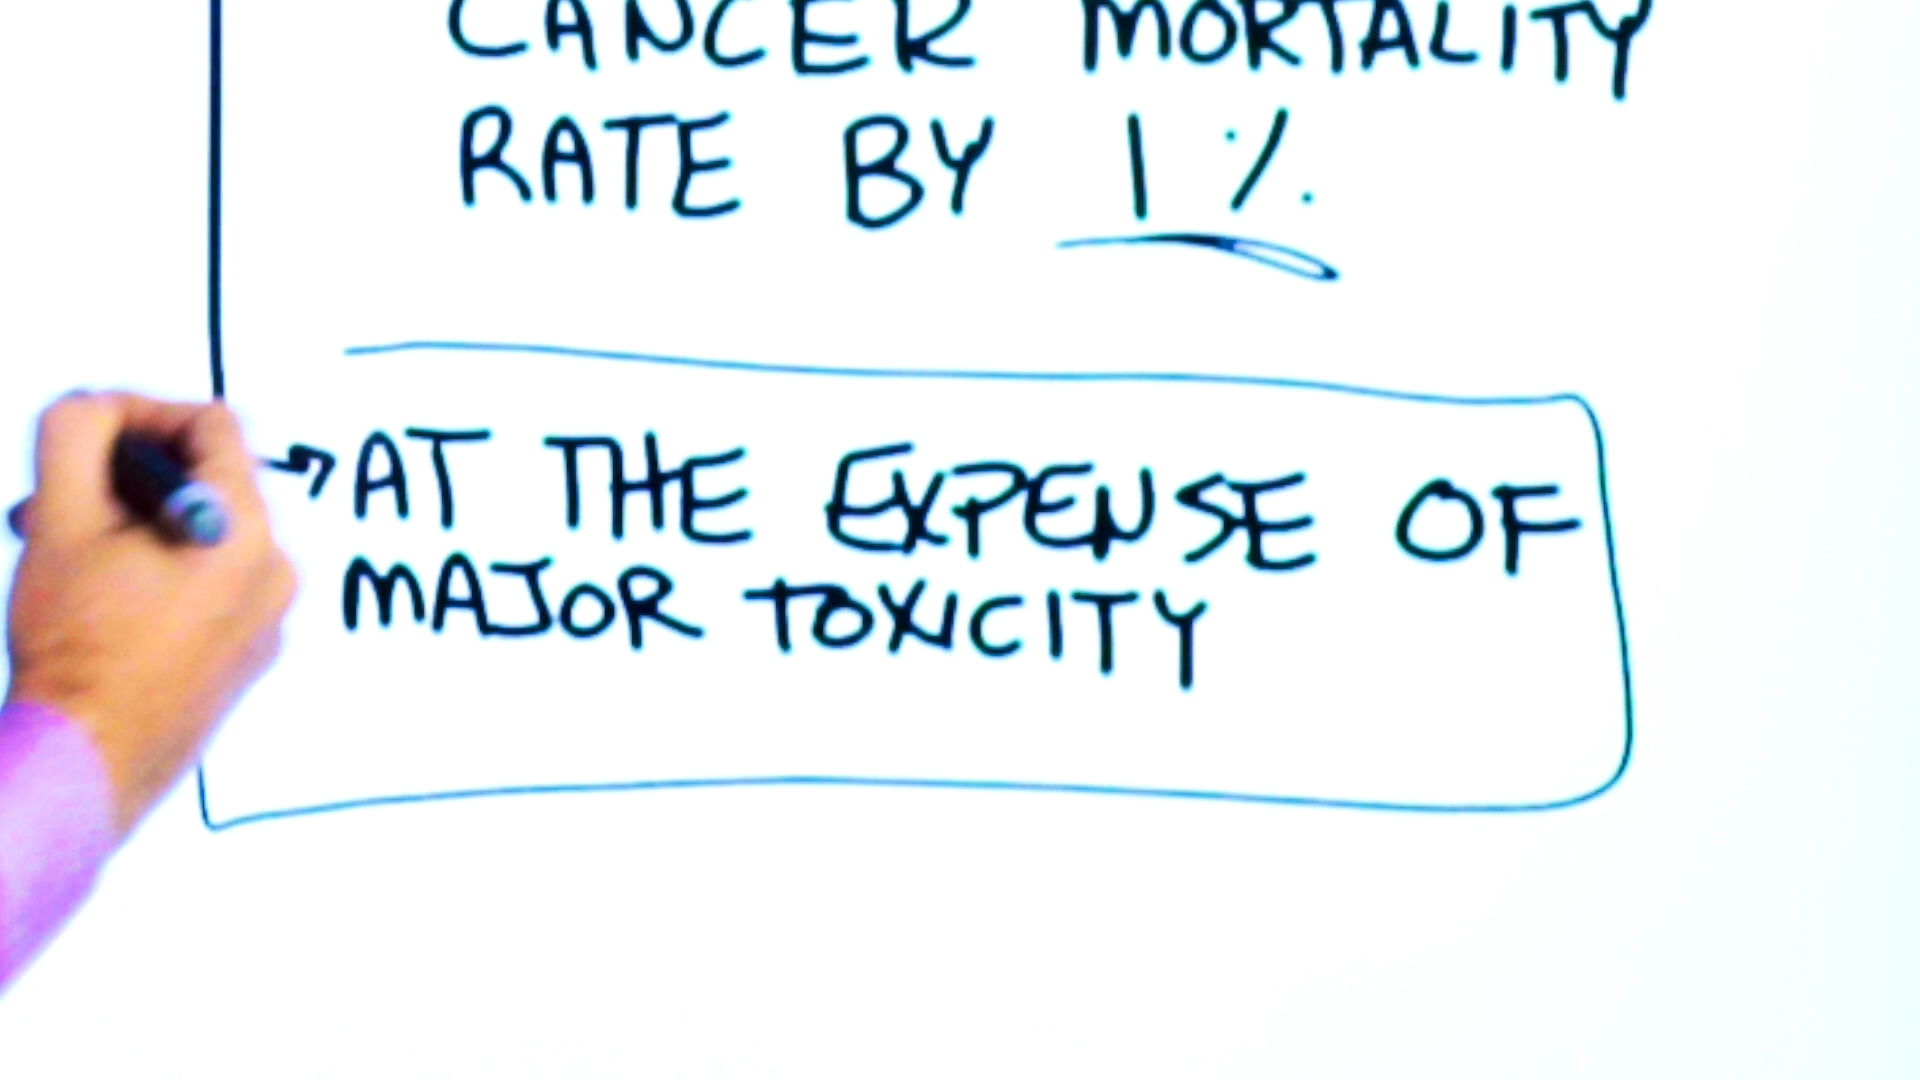 CANCER MORTALITY
RATE BY 1%
AT THE EXPENSE OF
MAJOR TOXICITY